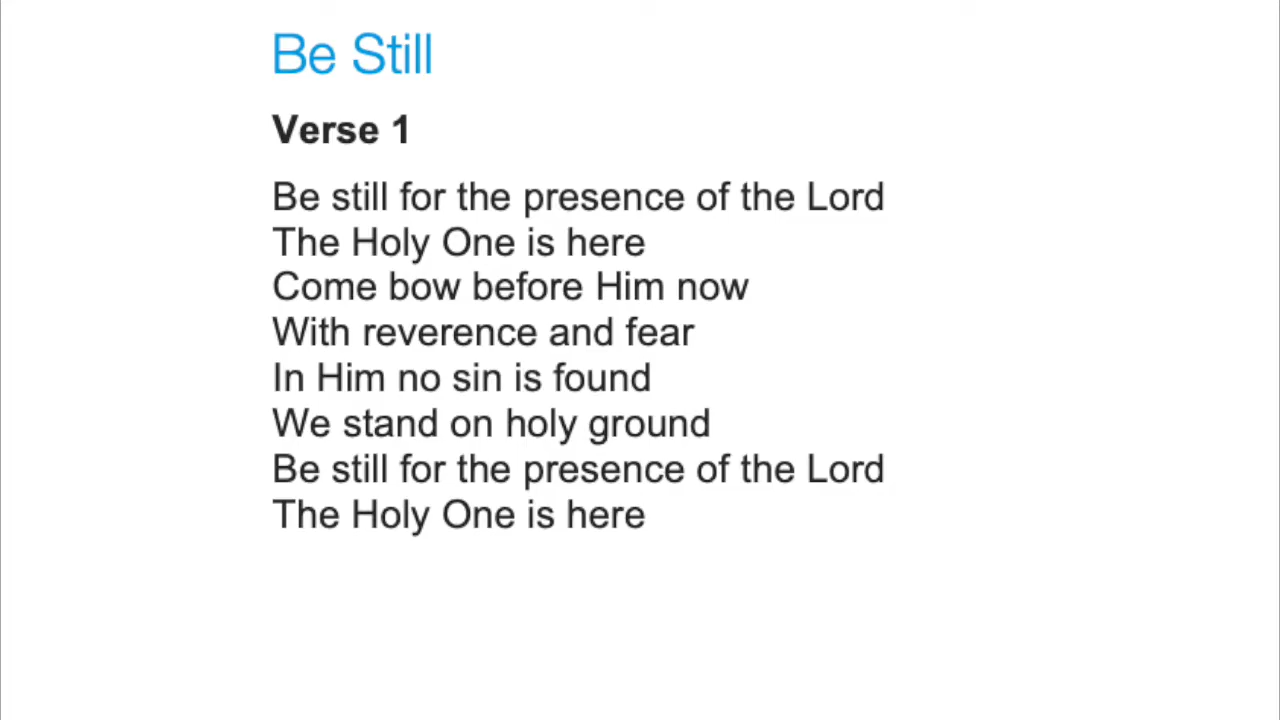 Be Still
Verse 1
Be still for the presence of the Lord
The Holy One is here
Come bow before Him now
With reverence and fear
In Him no sin is found
We stand on holy ground
Be still for the presence of the Lord
The Holy One is here